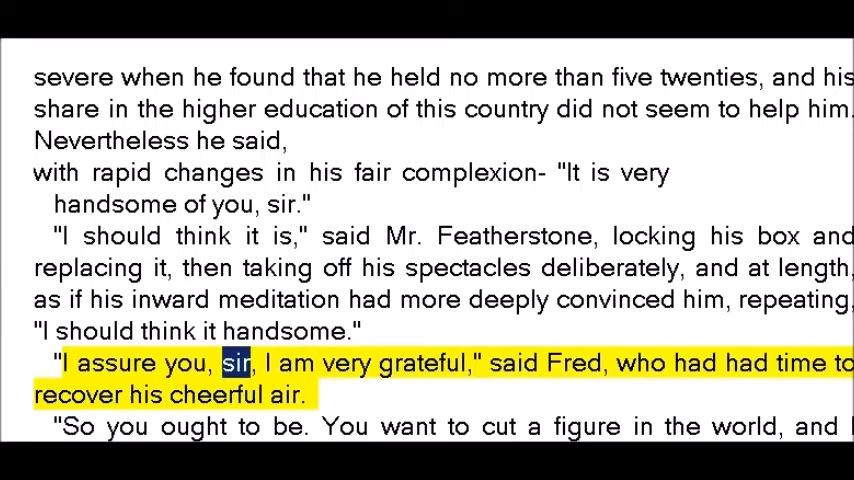 severe when he found that he held no more than five twenties, and his
share in the higher education of this country did not seem to help him.
Nevertheless he said,
with rapid changes in his fair complexion- "It is very
handsome of you, sir."
"I should think it is," said Mr. Featherstone, locking his box and
replacing it, then taking off his spectacles deliberately, and at length,
as if his inward meditation had more deeply convinced him, repeating,
"I should think it handsome."
"I assure you, sir, I am very grateful," said Fred, who had had time to
recover his cheerful air.
"So you ought to be. You want to cut a figure in the world, and I